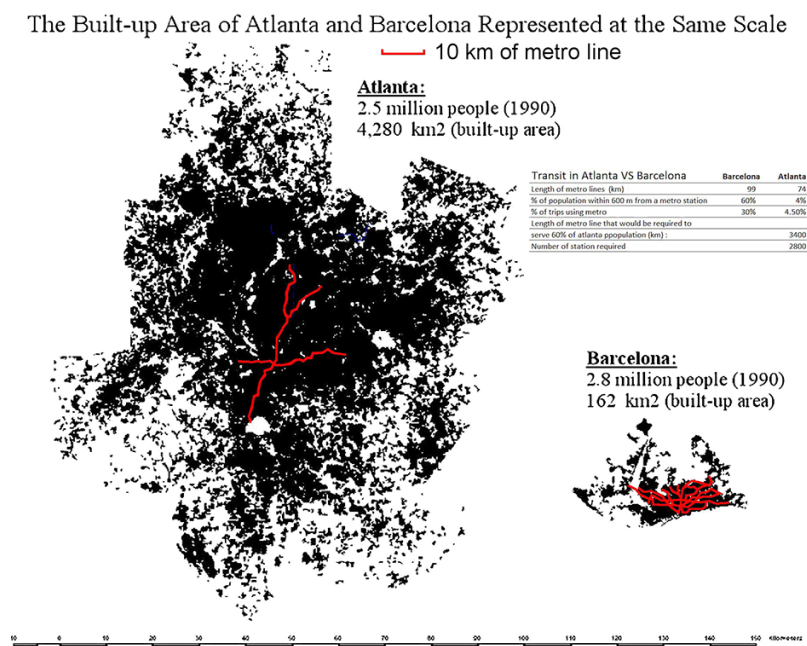 The Built-up Area of Atlanta and Barcelona Represented at the Same Scale
10 km of metro line
Atlanta:
2.5 million people (1990)
4,280 km2 (built-up area)
Transit in Atlanta VS Barcelona Barcelona Atlanta
Length of metro lines (km) 99 74
% of population within 600 m from a metro station 60% 4%
% of trips using metro 30% 4.50%
Length of metro line that would be required to
serve 60% of atlanta ppopulation (km) : 3400
Number of station required 2800
Barcelona:
2.8 million people (1990)
162 km2 (built-up area)
10 0 10 20 30 40 50 60 70 80 90 100 110 120 130 140 150 Kilometers